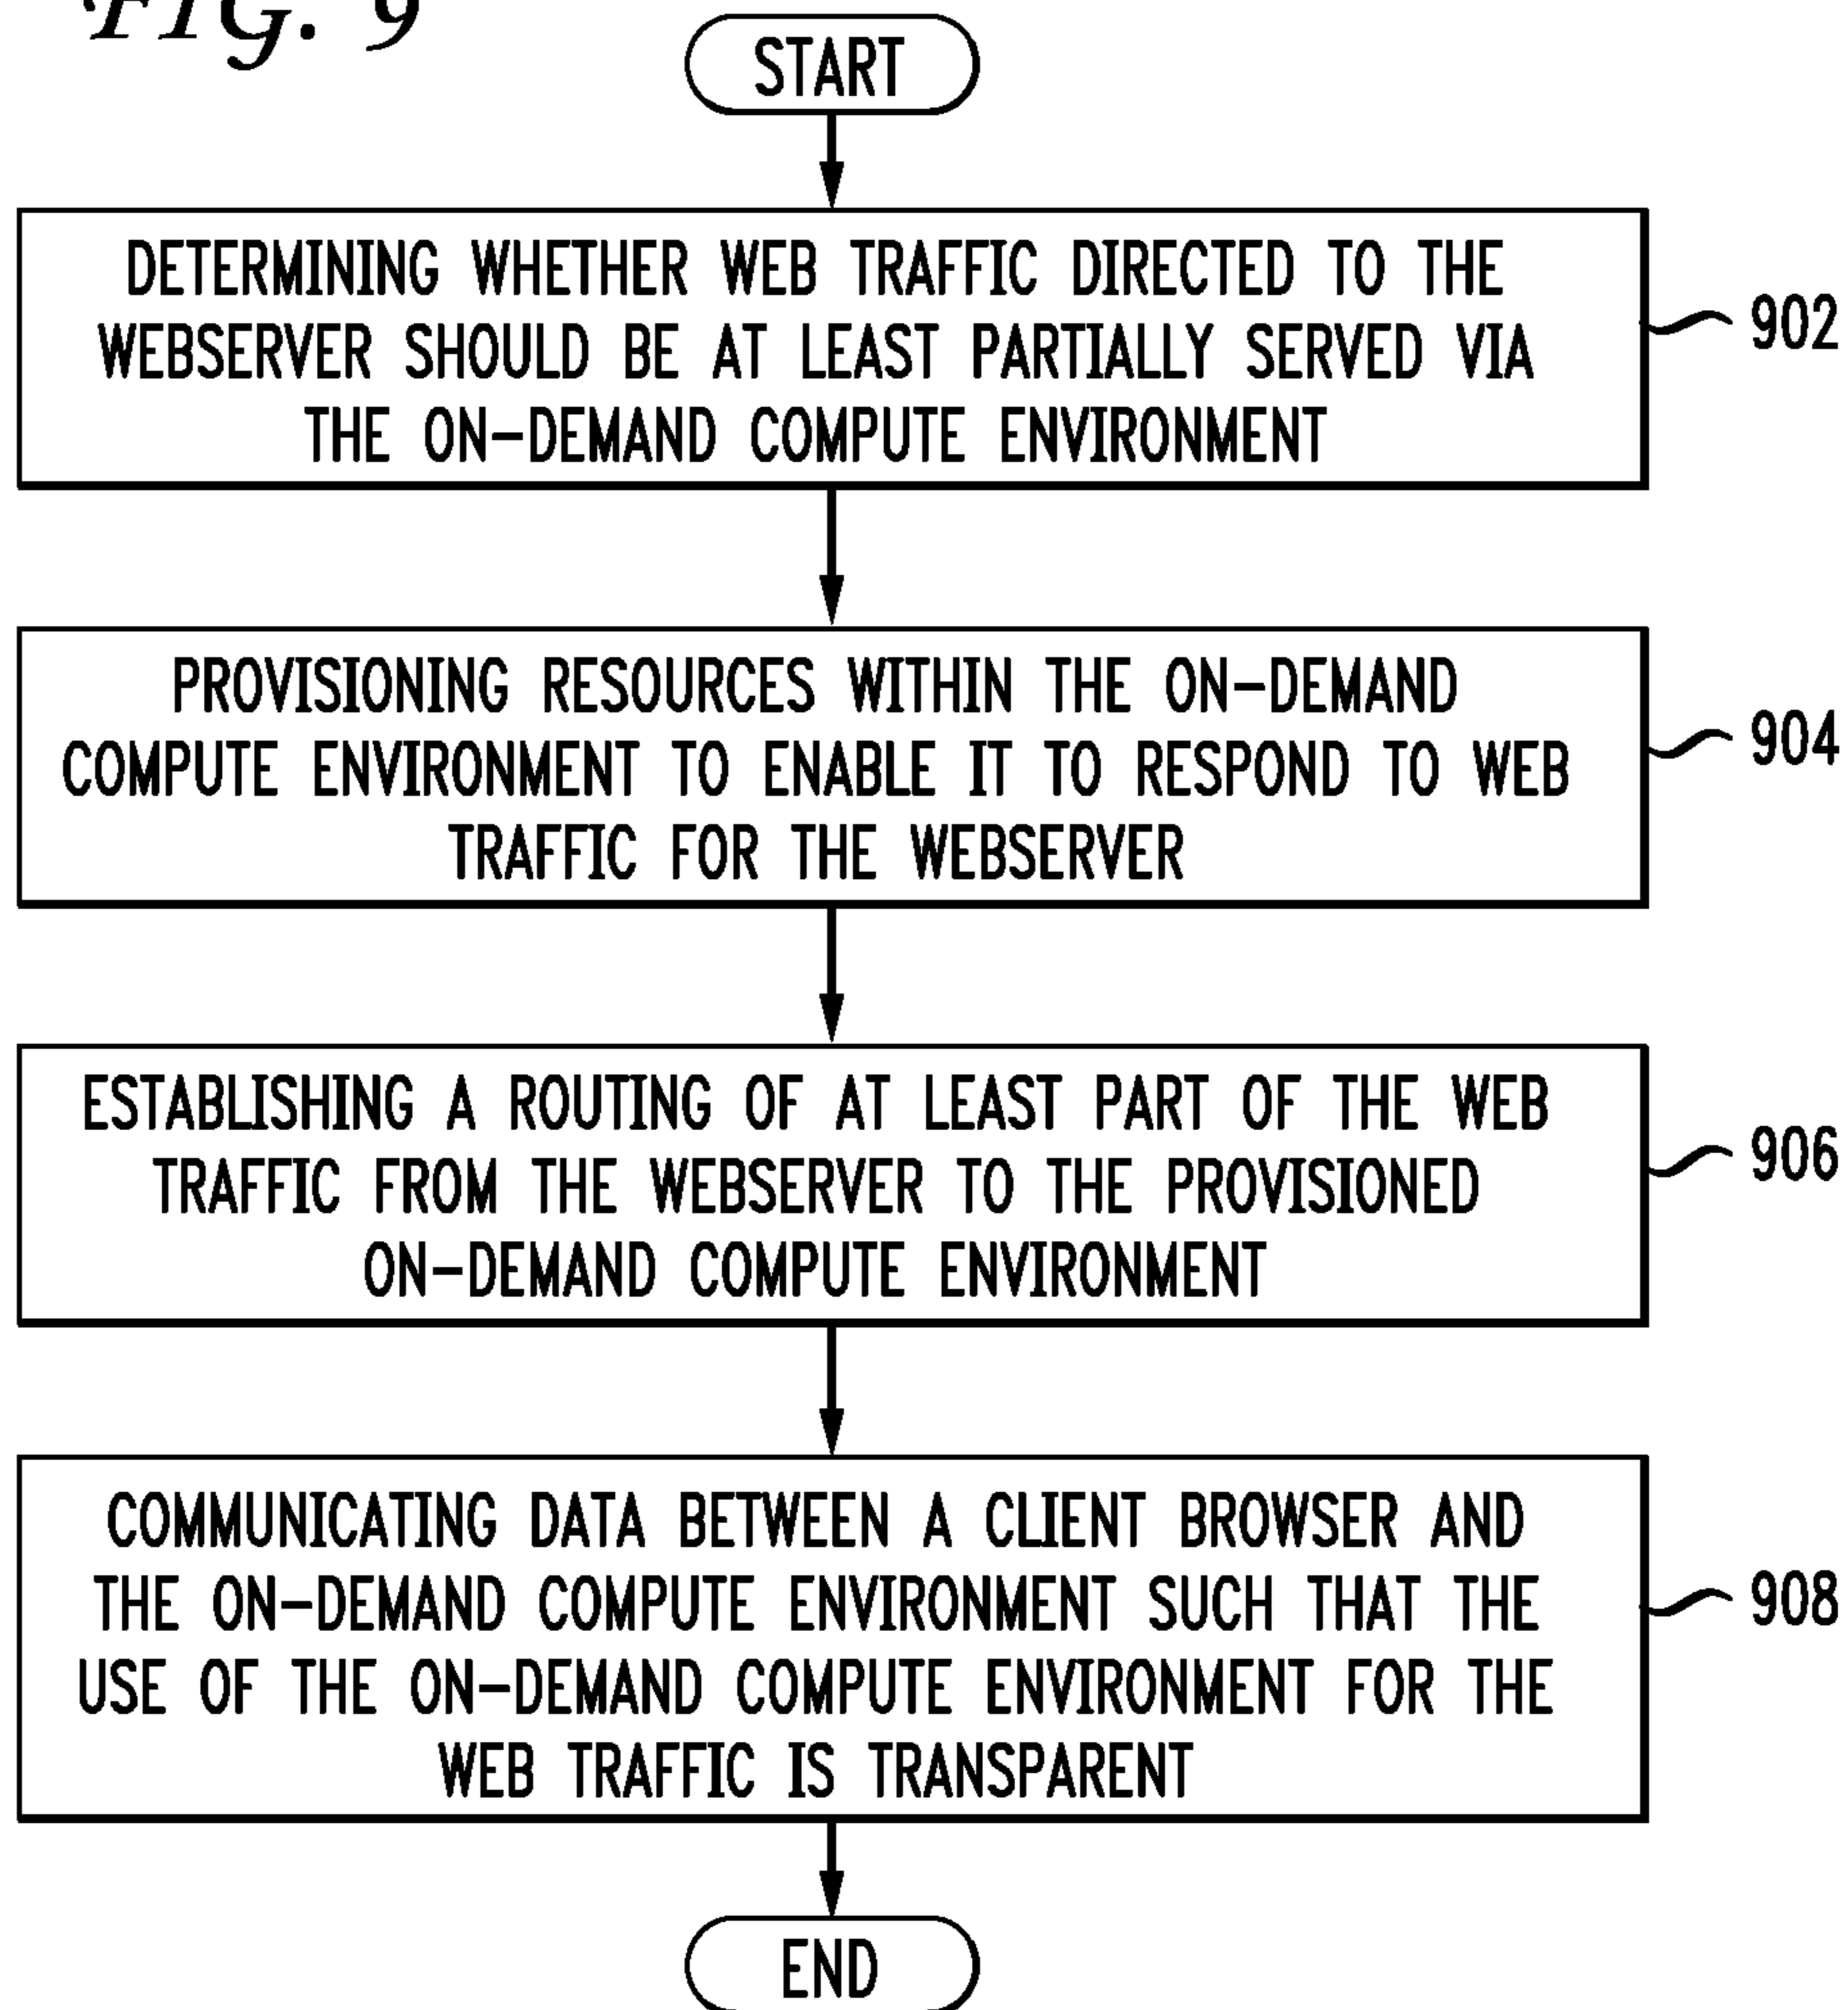 FIG. 9
START
DETERMINING WHETHER WEB TRAFFIC DIRECTED TO THE
WEBSERVER SHOULD BE AT LEAST PARTIALLY SERVED VIA
THE ON-DEMAND COMPUTE ENVIRONMENT
902
PROVISIONING RESOURCES WITHIN THE ON-DEMAND
COMPUTE ENVIRONMENT TO ENABLE IT TO RESPOND TO WEB
TRAFFIC FOR THE WEBSERVER
904
ESTABLISHING A ROUTING OF AT LEAST PART OF THE WEB
TRAFFIC FROM THE WEBSERVER TO THE PROVISIONED
ON-DEMAND COMPUTE ENVIRONMENT
906
COMMUNICATING DATA BETWEEN A CLIENT BROWSER AND
THE ON-DEMAND COMPUTE ENVIRONMENT SUCH THAT THE
USE OF THE ON-DEMAND COMPUTE ENVIRONMENT FOR THE
WEB TRAFFIC IS TRANSPARENT
908
END